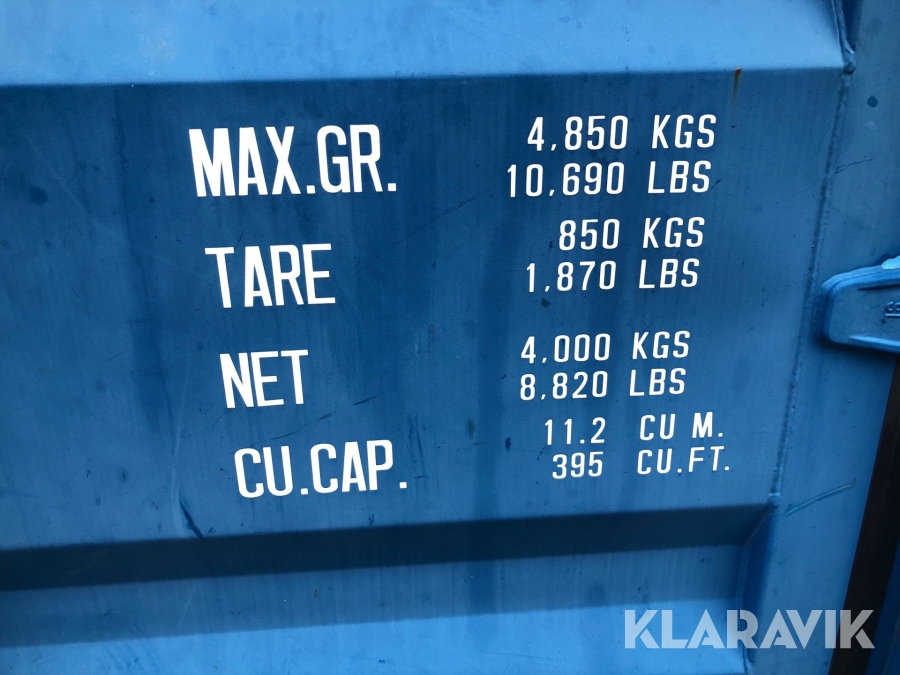 MAX.GR. 4,850 KGS
10,690 LBS
TARE 850 KGS
1,870 LBS
NET 4,000 KGS
8,820 LBS
CU.CAP. 11.2 CU M.
395 CU.FT.
KLARAVIK